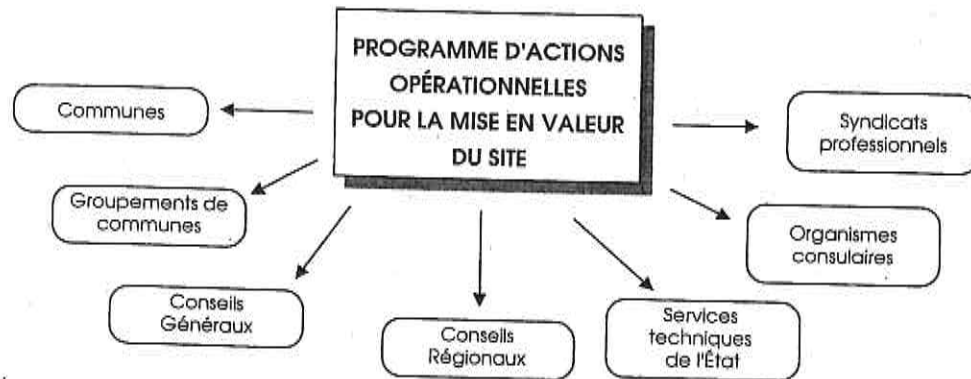 PROGRAMME D'ACTIONS
OPÉRATIONNELLES
POUR LA MISE EN VALEUR
DU SITE
Communes
Groupements de
communes
Conseils
Généraux
Conseils
Régionaux
Services
techniques
de l'État
Organismes
consulaires
Syndicats
professionnels